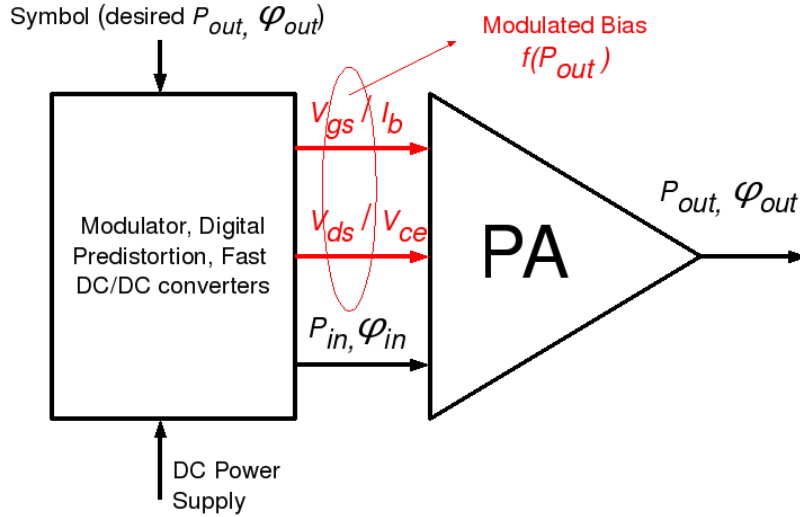 Symbol (desired Pout, φout)
Modulated Bias
f(Pout)
Vgs / Ib
Pout, φout
Modulator, Digital
Predistortion, Fast
DC/DC converters
Vds / Vce
PA
Pin, φin
DC Power
Supply